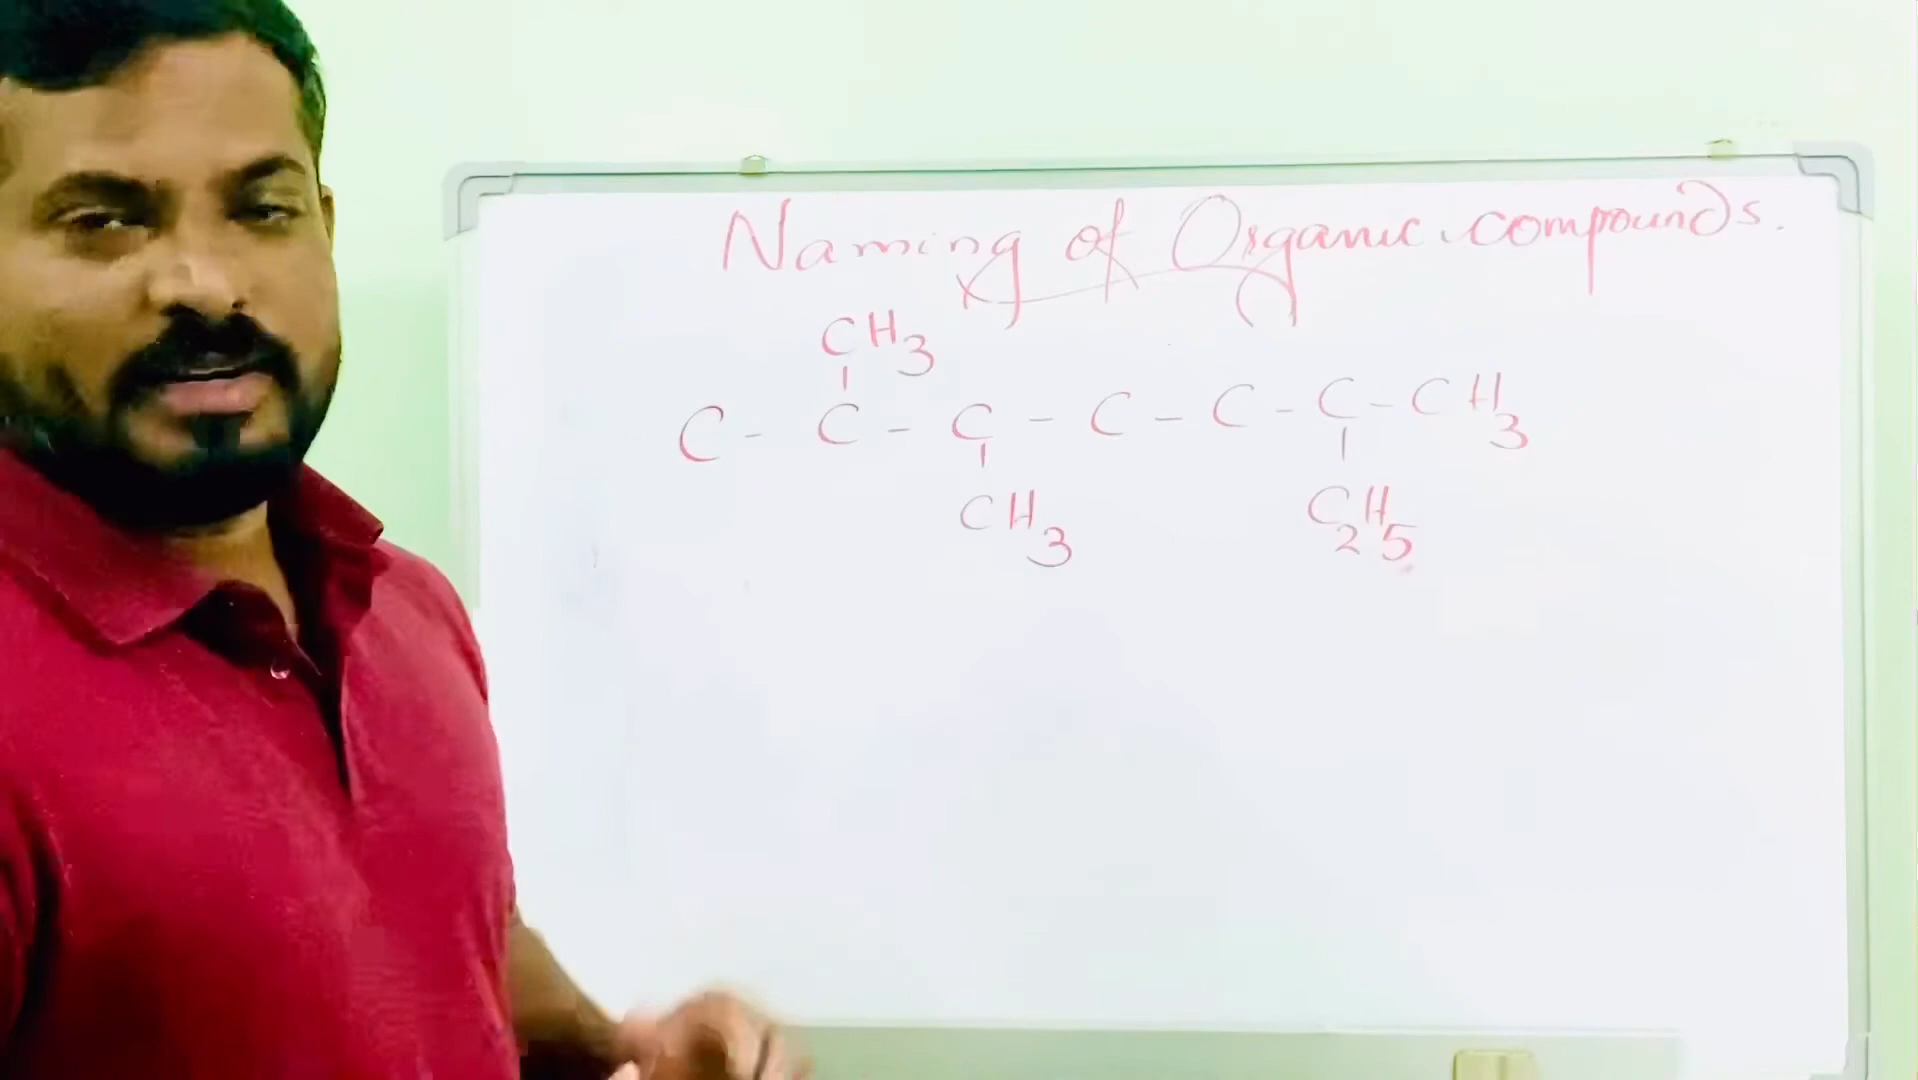 Naming of Organic compounds.
CH3
C - C - C - C - C - C - CH3
CH3 C2H5